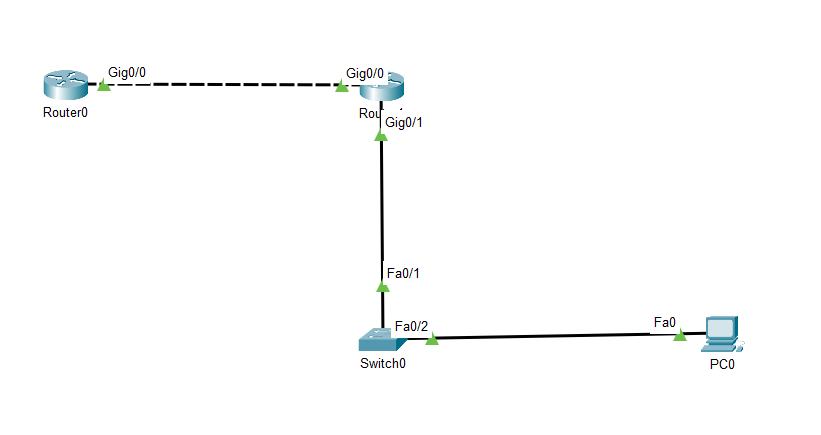 Gig0/0
Gig0/0
Router0
Gig0/1
Fa0/1
Fa0/2
Fa0
Switch0
PC0